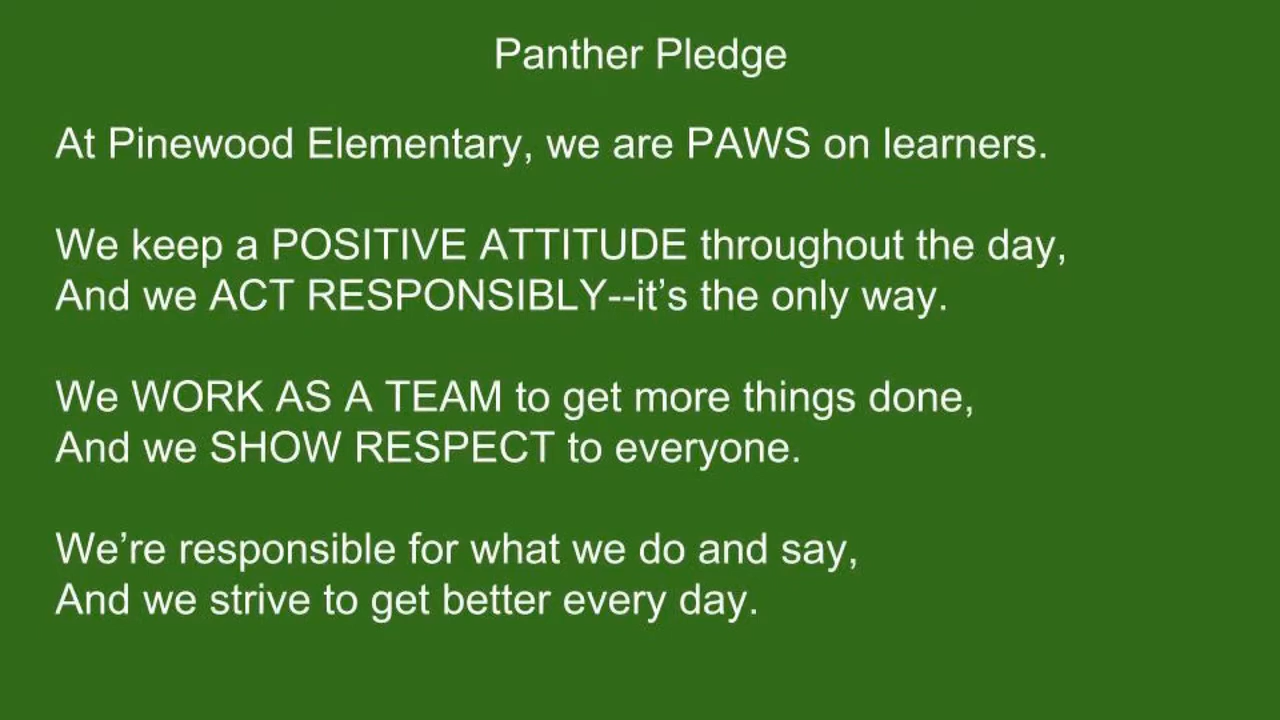 Panther Pledge
At Pinewood Elementary, we are PAWS on learners.
We keep a POSITIVE ATTITUDE throughout the day,
And we ACT RESPONSIBLY--it’s the only way.
We WORK AS A TEAM to get more things done,
And we SHOW RESPECT to everyone.
We’re responsible for what we do and say,
And we strive to get better every day.